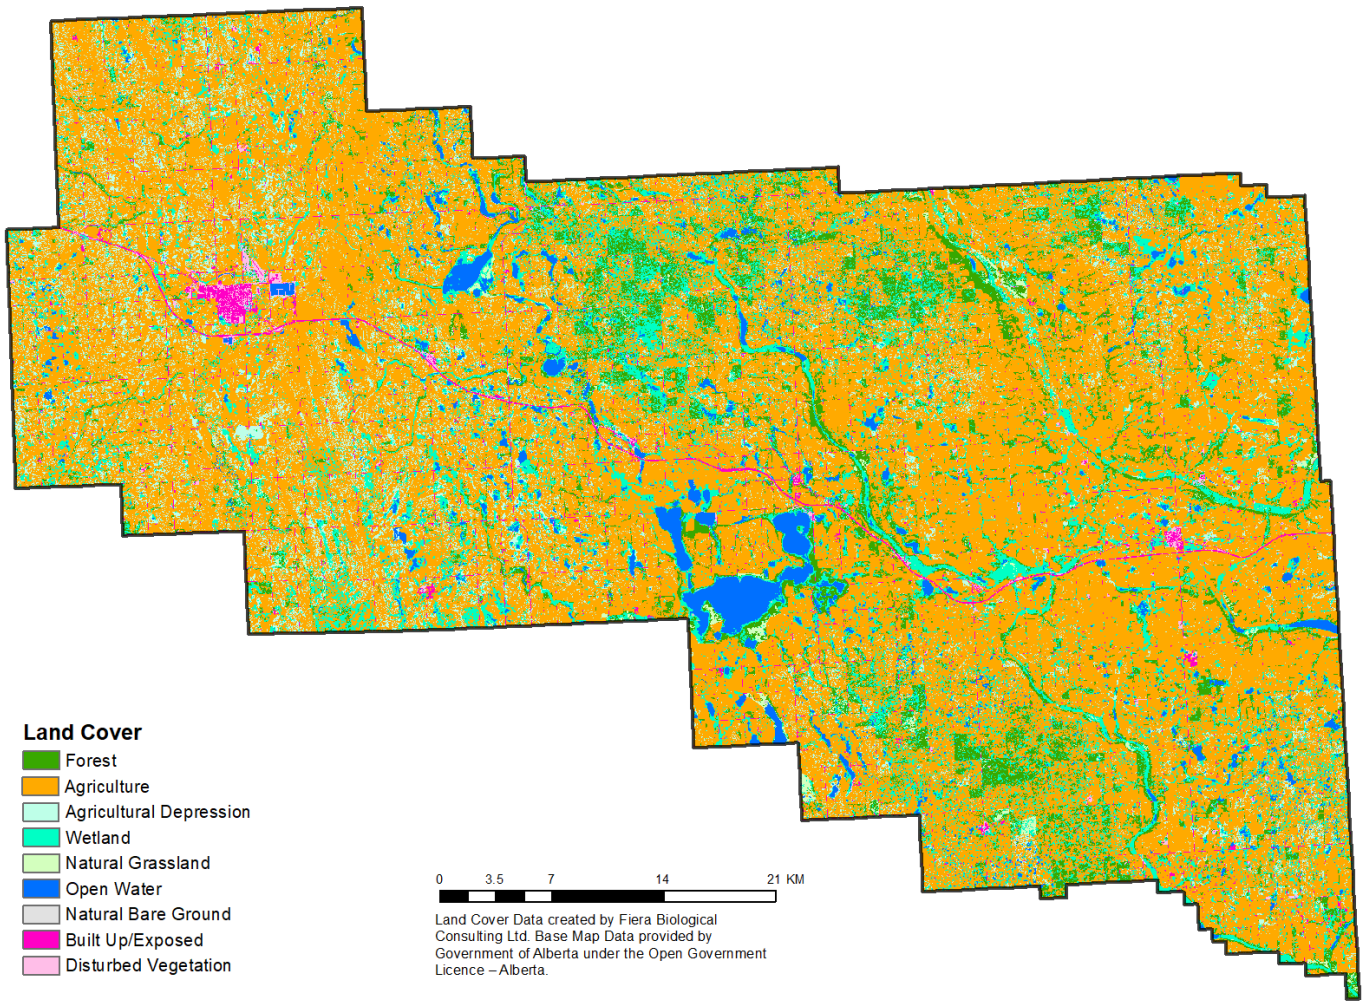 Land Cover
Forest
Agriculture
Agricultural Depression
Wetland
Natural Grassland
Open Water
Natural Bare Ground
Built Up/Exposed
Disturbed Vegetation
0 3.5 7 14 21 KM
Land Cover Data created by Fiera Biological
Consulting Ltd. Base Map Data provided by
Government of Alberta under the Open Government
Licence – Alberta.